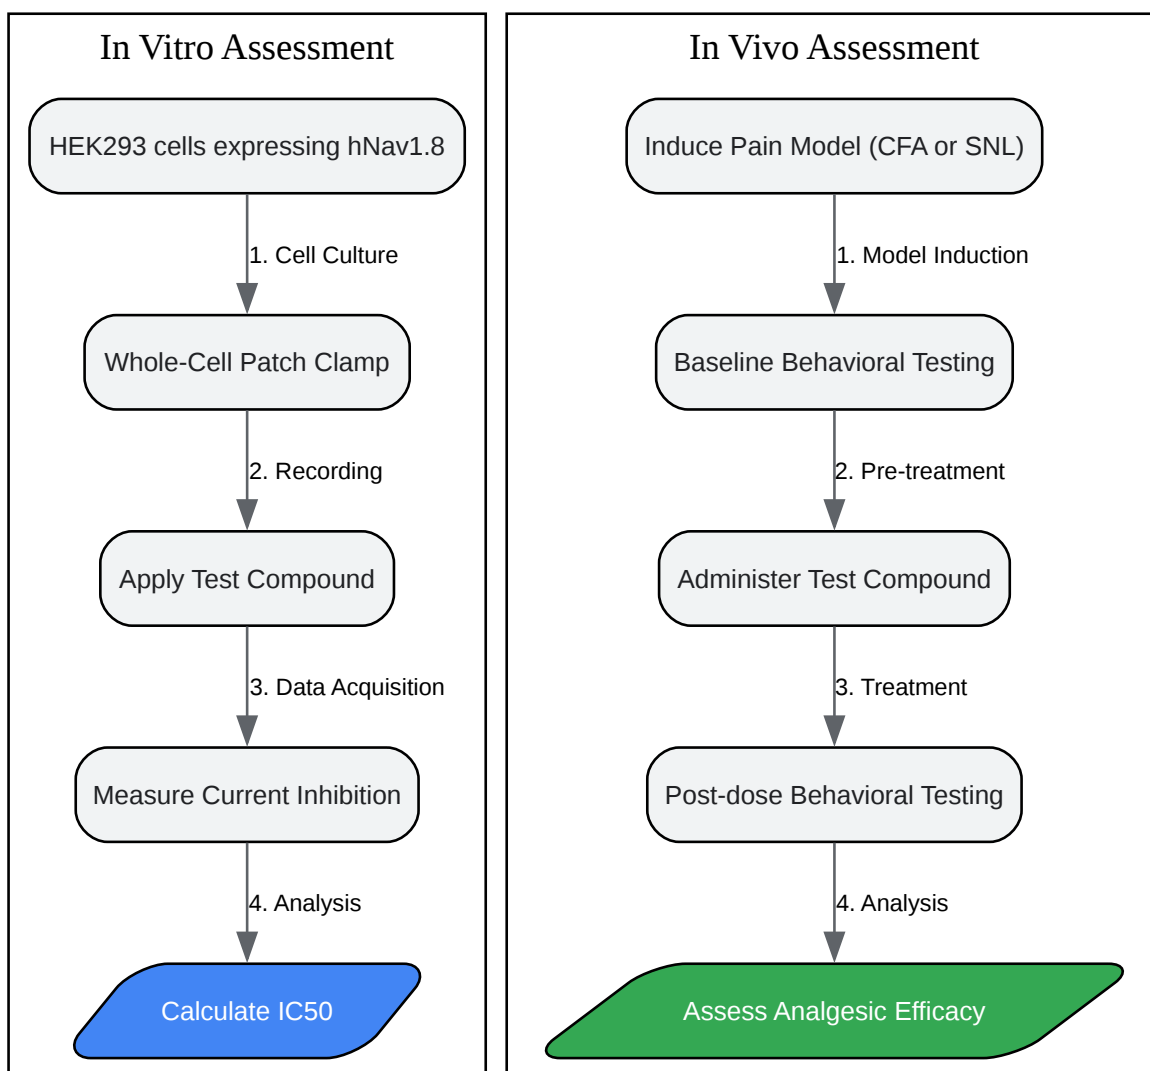 In Vitro Assessment
HEK293 cells expressing hNav1.8
1. Cell Culture
Whole-Cell Patch Clamp
2. Recording
Apply Test Compound
3. Data Acquisition
Measure Current Inhibition
4. Analysis
Calculate IC50
In Vivo Assessment
Induce Pain Model (CFA or SNL)
1. Model Induction
Baseline Behavioral Testing
2. Pre-treatment
Administer Test Compound
3. Treatment
Post-dose Behavioral Testing
4. Analysis
Assess Analgesic Efficacy